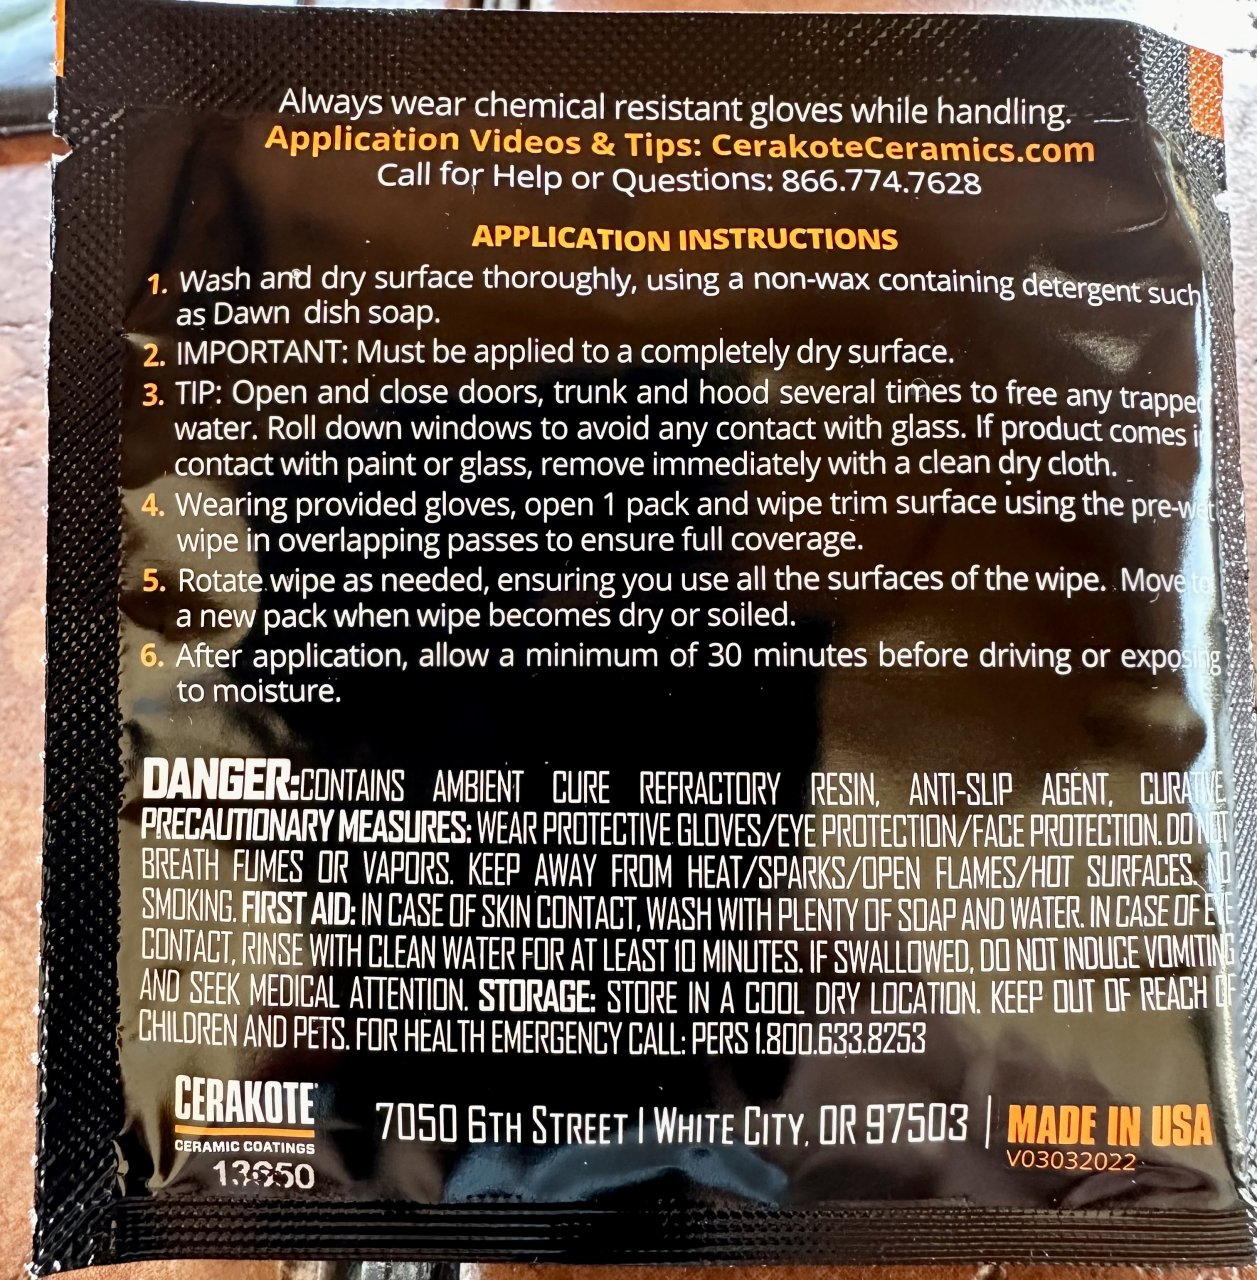 Always wear chemical resistant gloves while handling.
Application Videos & Tips: CerakoteCeramics.com
Call for Help or Questions: 866.774.7628
APPLICATION INSTRUCTIONS
1. Wash and dry surface thoroughly, using a non-wax containing detergent such
as Dawn dish soap.
2. IMPORTANT: Must be applied to a completely dry surface.
3. TIP: Open and close doors, trunk and hood several times to free any trapped
water. Roll down windows to avoid any contact with glass. If product comes in
contact with paint or glass, remove immediately with a clean dry cloth.
4. Wearing provided gloves, open 1 pack and wipe trim surface using the pre-wet
wipe in overlapping passes to ensure full coverage.
5. Rotate wipe as needed, ensuring you use all the surfaces of the wipe. Move to
a new pack when wipe becomes dry or soiled.
6. After application, allow a minimum of 30 minutes before driving or exposing
to moisture.
DANGER: CONTAINS AMBIENT CURE REFRACTORY RESIN, ANTI-SLIP AGENT, CURATIVE.
PRECAUTIONARY MEASURES: WEAR PROTECTIVE GLOVES/EYE PROTECTION/FACE PROTECTION. DO NOT
BREATH FUMES OR VAPORS. KEEP AWAY FROM HEAT/SPARKS/OPEN FLAMES/HOT SURFACES. NO
SMOKING. FIRST AID: IN CASE OF SKIN CONTACT, WASH WITH PLENTY OF SOAP AND WATER. IN CASE OF EYE
CONTACT, RINSE WITH CLEAN WATER FOR AT LEAST 10 MINUTES. IF SWALLOWED, DO NOT INDUCE VOMITING
AND SEEK MEDICAL ATTENTION. STORAGE: STORE IN A COOL DRY LOCATION. KEEP OUT OF REACH OF
CHILDREN AND PETS. FOR HEALTH EMERGENCY CALL: PERS 1.800.633.8253
CERAKOTE
CERAMIC COATINGS
7050 6TH STREET | WHITE CITY, OR 97503 | MADE IN USA
V03032022
13650